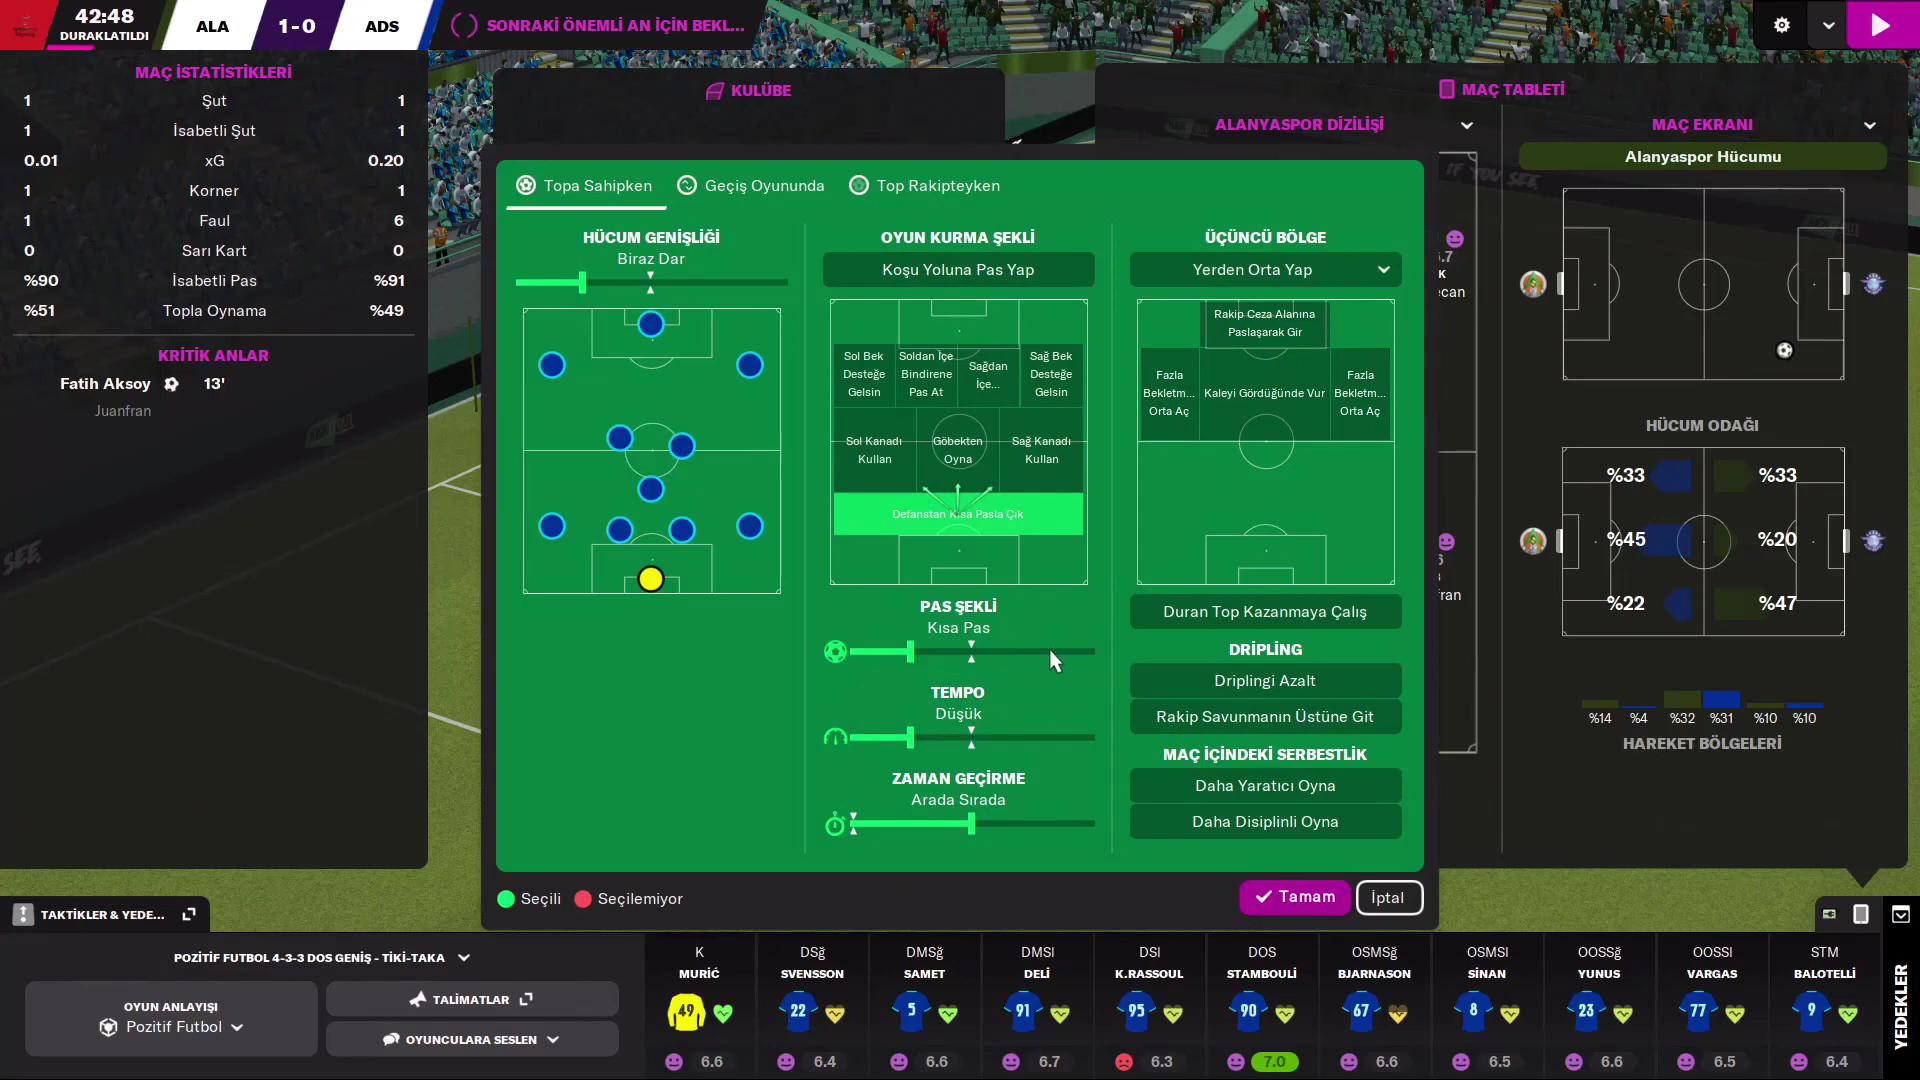 42:48
DURAKLATILDI
ALA
1-0
ADS
SONRAKİ ÖNEMLİ AN İÇİN BEKL...
MAÇ İSTATİSTİKLERİ
1 Şut 1
1 İsabetli Şut 1
0.01 xG 0.20
1 Korner 1
1 Faul 6
0 Sarı Kart 0
%90 İsabetli Pas %91
%51 Topla Oynama %49
KRİTİK ANLAR
Fatih Aksoy 13'
Juanfran
KULÜBE
MAÇ TABLETİ
ALANYASPOR DİZİLİŞİ
MAÇ EKRANI
Alanyaspor Hücumu
IF YOU SEE
SEE
Topa Sahipken
Geçiş Oyununda
Top Rakipteyken
HÜCUM GENİŞLİĞİ
Biraz Dar
OYUN KURMA ŞEKLİ
Koşu Yoluna Pas Yap
Sol Bek Desteğe Gelsin
Soldan İçe Bindirene Pas At
Sağdan İçe...
Sağ Bek Desteğe Gelsin
Sol Kanadı Kullan
Göbekten Oyna
Sağ Kanadı Kullan
Defanstan Kısa Pasla Çık
PAS ŞEKLİ
Kısa Pas
TEMPO
Düşük
ZAMAN GEÇİRME
Arada Sırada
ÜÇÜNCÜ BÖLGE
Yerden Orta Yap
Rakip Ceza Alanına
Paslaşarak Gir
Fazla Bekletm... Orta Aç
Kaleyi Gördüğünde Vur
Fazla Bekletm... Orta Aç
Duran Top Kazanmaya Çalış
DRİPLİNG
Driplingi Azalt
Rakip Savunmanın Üstüne Git
MAÇ İÇİNDEKİ SERBESTLİK
Daha Yaratıcı Oyna
Daha Disiplinli Oyna
Seçili
Seçilemiyor
Tamam
İptal
HÜCUM ODAĞI
%33 %33
%45 %20
%22 %47
%14 %4 %32 %31 %10 %10
HAREKET BÖLGELERİ
TAKTİKLER & YEDE...
POZİTİF FUTBOL 4-3-3 DOS GENİŞ - TİKİ-TAKA
OYUN ANLAYIŞI
Pozitif Futbol
TALİMATLAR
OYUNCULARA SESLEN
K DSğ DMSğ DMSl DSl DOS OSMSğ OSMSl OOSSğ OOSSl STM
MURIĆ SVENSSON SAMET DELİ K.RASSOUL STAMBOULİ BJARNASON SİNAN YUNUS VARGAS BALOTELLİ
49 22 5 91 95 90 67 8 23 77 9
6.6 6.4 6.6 6.7 6.3 7.0 6.6 6.5 6.6 6.5 6.4
YEDEKLER